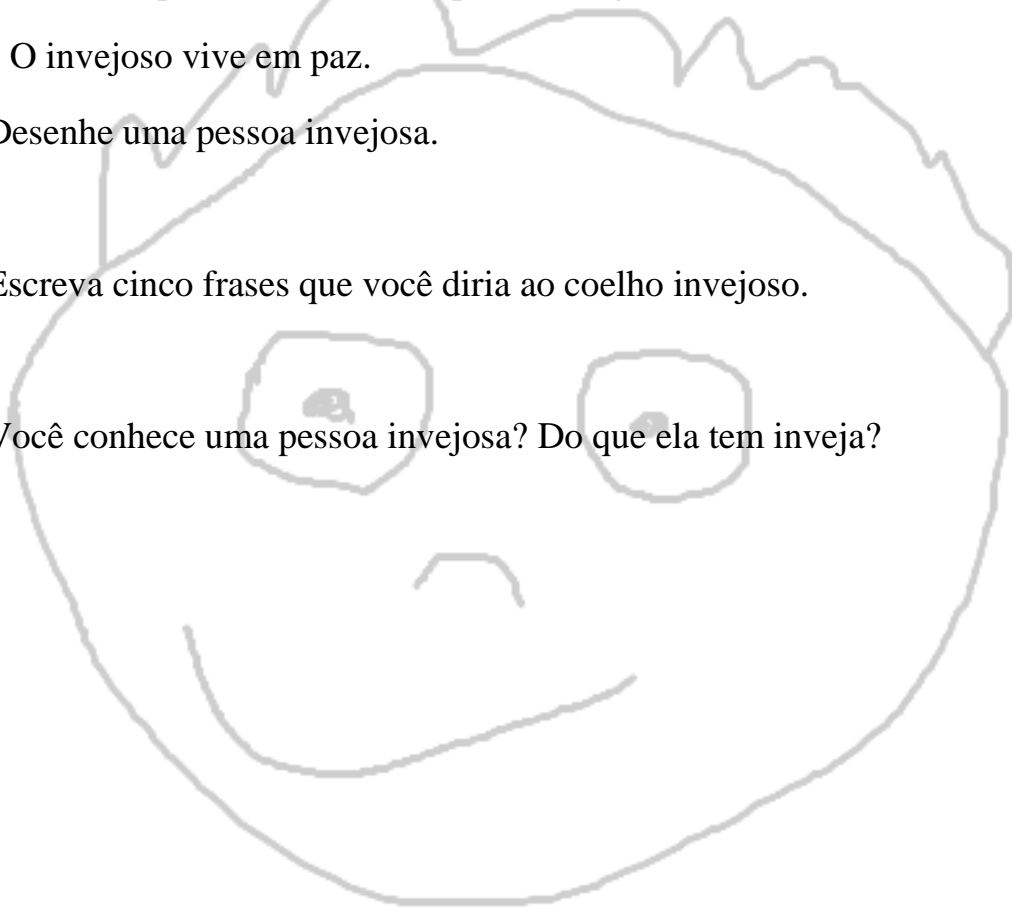 O invejoso vive em paz.
Desenhe uma pessoa invejosa.
Escreva cinco frases que você diria ao coelho invejoso.
Você conhece uma pessoa invejosa? Do que ela tem inveja?